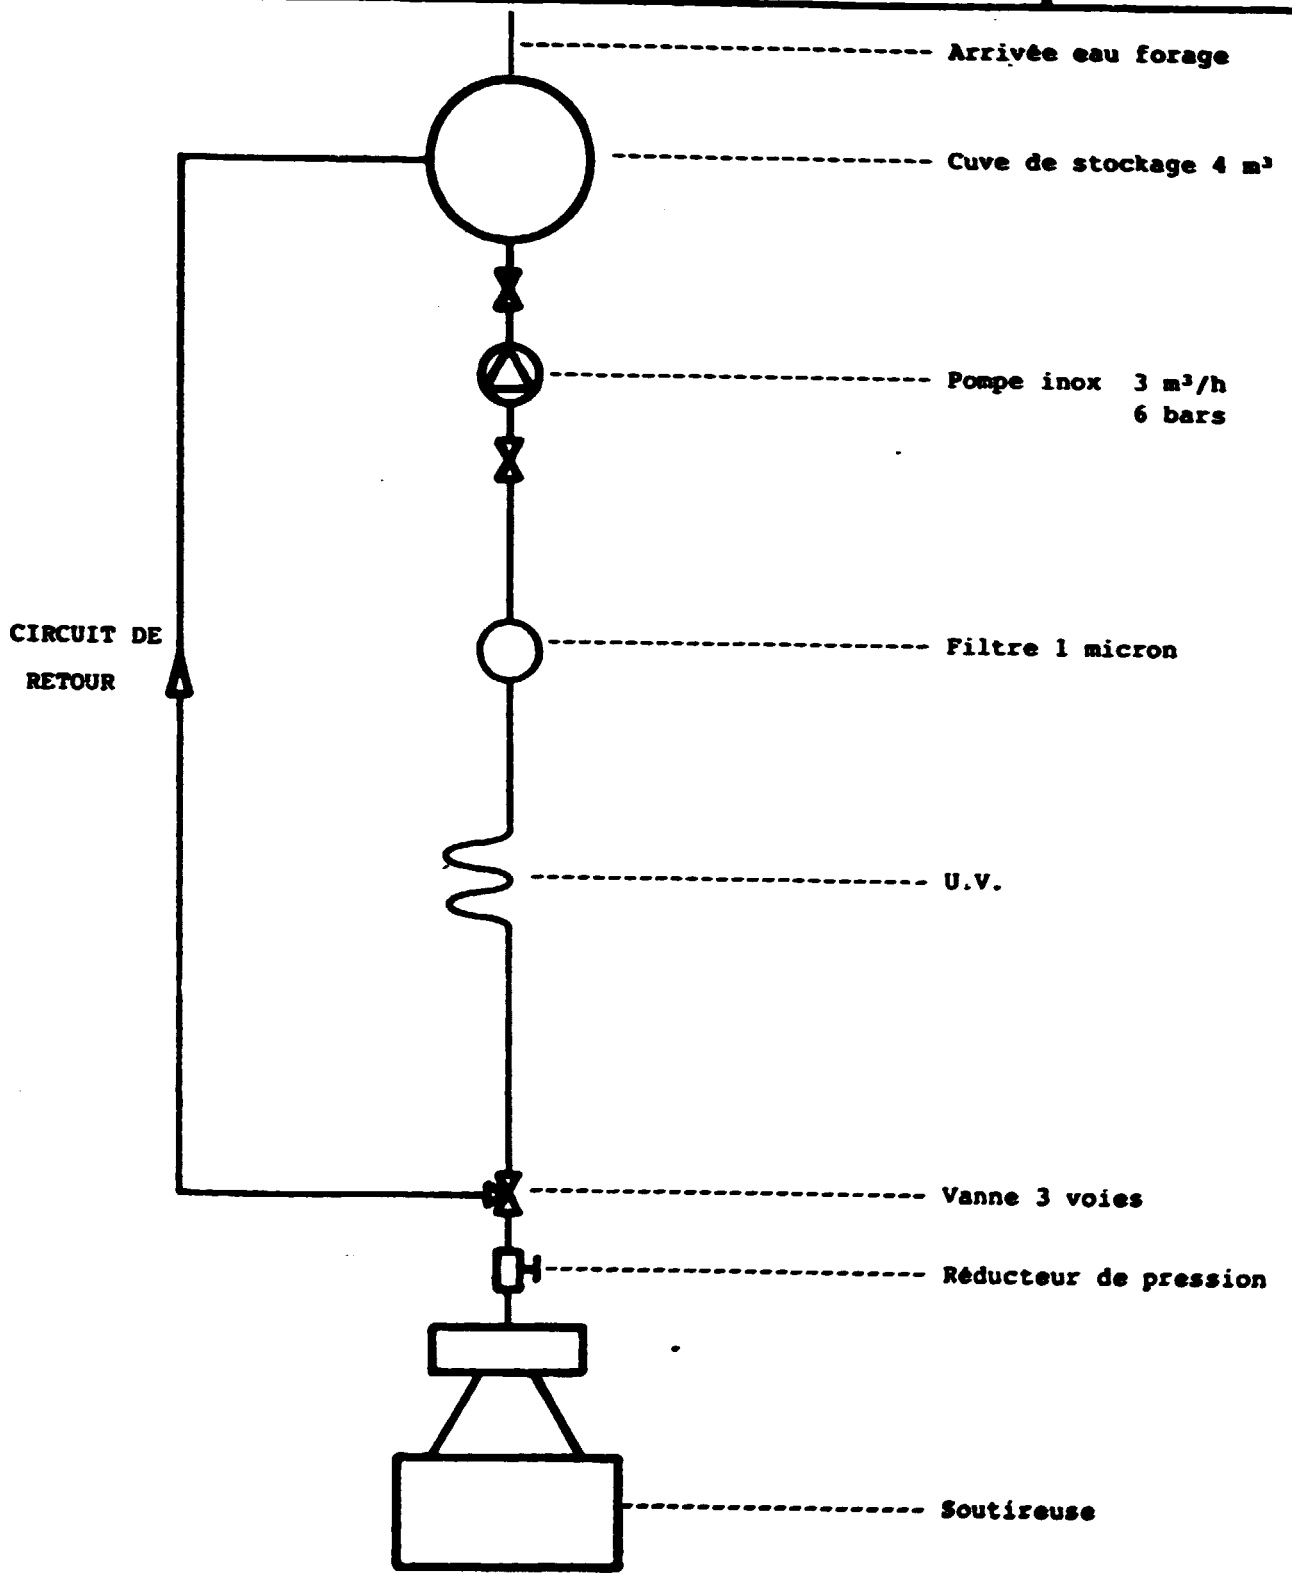 Arrivée eau forage
Cuve de stockage 4 m³
Pompe inox 3 m³/h
6 bars
CIRCUIT DE
RETOUR
Filtre 1 micron
U.V.
Vanne 3 voies
Réducteur de pression
Soutireuse